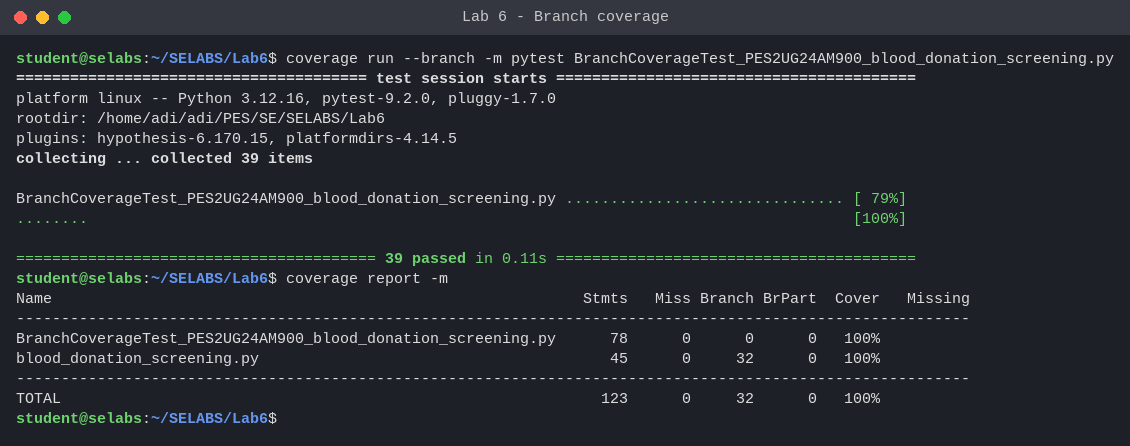 Lab 6 - Branch coverage
student@selabs:~/SELABS/Lab6$ coverage run --branch -m pytest BranchCoverageTest_PES2UG24AM900_blood_donation_screening.py
======================================= test session starts ========================================
platform linux -- Python 3.12.16, pytest-9.2.0, pluggy-1.7.0
rootdir: /home/adi/adi/PES/SE/SELABS/Lab6
plugins: hypothesis-6.170.15, platformdirs-4.14.5
collecting ... collected 39 items
BranchCoverageTest_PES2UG24AM900_blood_donation_screening.py ............................... [ 79%]
........                                                                                     [100%]
======================================== 39 passed in 0.11s ========================================
student@selabs:~/SELABS/Lab6$ coverage report -m
Name                                                           Stmts   Miss Branch BrPart  Cover   Missing
----------------------------------------------------------------------------------------------------------
BranchCoverageTest_PES2UG24AM900_blood_donation_screening.py      78      0      0      0   100%
blood_donation_screening.py                                       45      0     32      0   100%
----------------------------------------------------------------------------------------------------------
TOTAL                                                            123      0     32      0   100%
student@selabs:~/SELABS/Lab6$